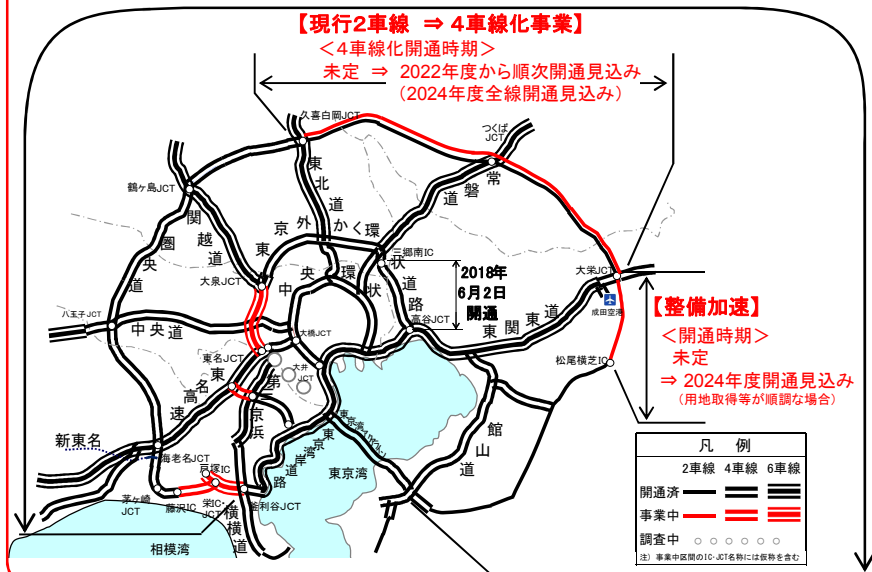 【現行2車線 ⇒ 4車線化事業】
＜4車線化開通時期＞
未定 ⇒ 2022年度から順次開通見込み
（2024年度全線開通見込み）
久喜白岡JCT
つくば
JCT
鶴ヶ島JCT
東北道
常磐道
関越道
圏央道
東京外かく環状道路
三郷南IC
大泉JCT
中央環状
2018年
6月2日
開通
大栄JCT
成田空港
【整備加速】
＜開通時期＞
未定
⇒ 2024年度開通見込み
（用地取得等が順調な場合）
八王子JCT
中央道
大橋JCT
高谷JCT
東関東道
松尾横芝IC
東名JCT
大井
JCT
東名高速
第三京浜
新東名
海老名JCT
戸塚IC
東京湾岸道路
東京湾アクアライン
東京湾
館山道
茅ヶ崎
JCT
藤沢IC
栄IC・
JCT
釜利谷JCT
横横道
相模湾
凡 例
2車線 4車線 6車線
開通済
事業中
調査中
注）事業中区間のIC・JCT名称には仮称を含む